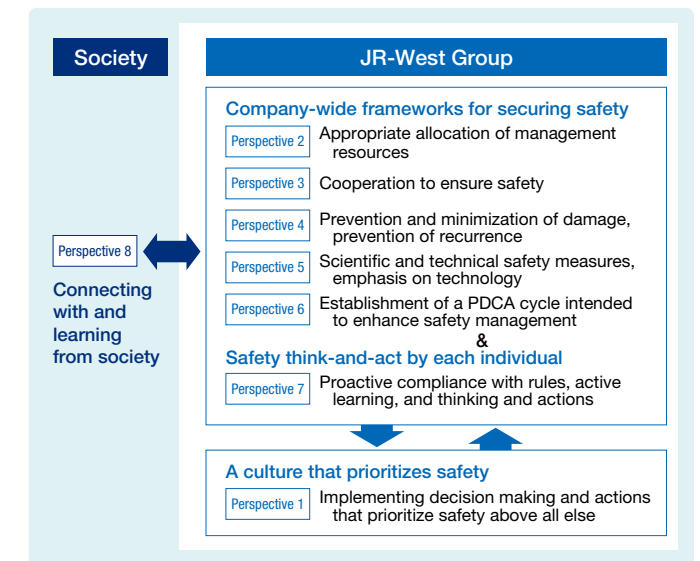 Society
JR-West Group
Company-wide frameworks for securing safety
Perspective 2
Appropriate allocation of management
resources
Perspective 3
Cooperation to ensure safety
Perspective 4
Prevention and minimization of damage,
prevention of recurrence
Perspective 5
Scientific and technical safety measures,
emphasis on technology
Perspective 6
Establishment of a PDCA cycle intended
to enhance safety management
&
Safety think-and-act by each individual
Perspective 7
Proactive compliance with rules, active
learning, and thinking and actions
Perspective 8
Connecting
with and
learning
from society
A culture that prioritizes safety
Perspective 1
Implementing decision making and actions
that prioritize safety above all else